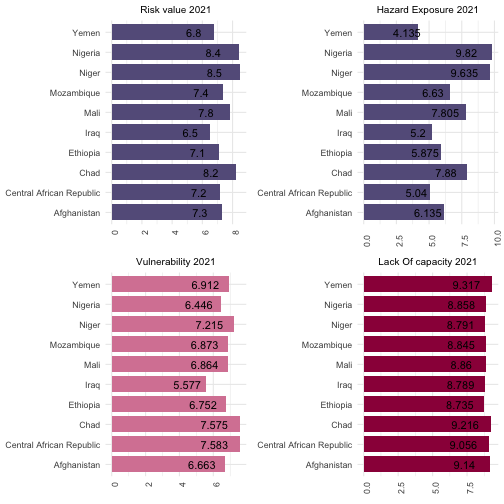 Risk value 2021
Yemen 6.8
Nigeria 8.4
Niger 8.5
Mozambique 7.4
Mali 7.8
Iraq 6.5
Ethiopia 7.1
Chad 8.2
Central African Republic 7.2
Afghanistan 7.3
0 2 4 6 8
Hazard Exposure 2021
Yemen 4.135
Nigeria 9.82
Niger 9.635
Mozambique 6.63
Mali 7.805
Iraq 5.2
Ethiopia 5.875
Chad 7.88
Central African Republic 5.04
Afghanistan 6.135
0.0 2.5 5.0 7.5 10.0
Vulnerability 2021
Yemen 6.912
Nigeria 6.446
Niger 7.215
Mozambique 6.873
Mali 6.864
Iraq 5.577
Ethiopia 6.752
Chad 7.575
Central African Republic 7.583
Afghanistan 6.663
0 2 4 6
Lack Of capacity 2021
Yemen 9.317
Nigeria 8.858
Niger 8.791
Mozambique 8.845
Mali 8.86
Iraq 8.789
Ethiopia 8.735
Chad 9.216
Central African Republic 9.056
Afghanistan 9.14
0.0 2.5 5.0 7.5